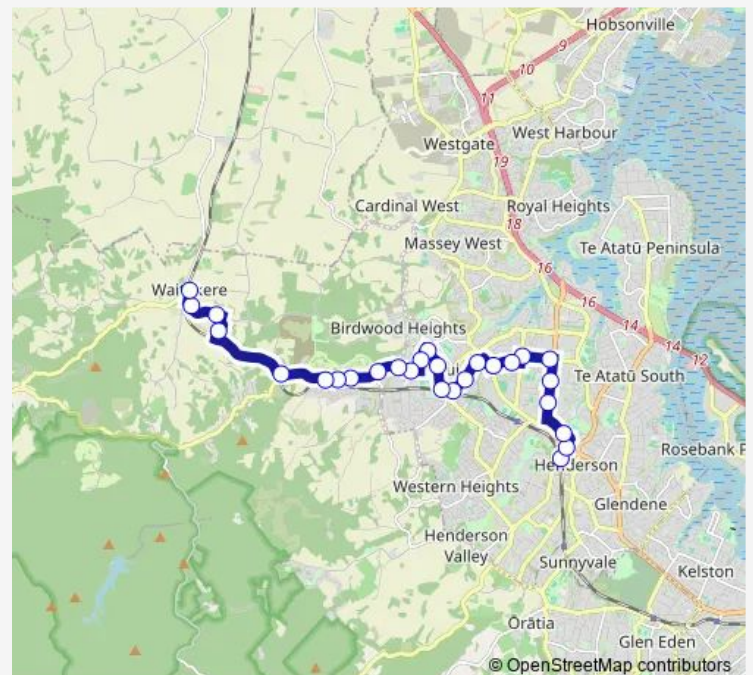 Hobsonville
9
10
11
Westgate
West Harbour
19
Cardinal West
Royal Heights
18
Massey West
Te Atatū Peninsula
16
16
14
14
12
Birdwood Heights
Te Atatū South
Henderson
Rosebank
Western Heights
Glendene
Henderson
Valley
Sunnyvale
Kelston
Ōrātia
Glen Eden
© OpenStreetMap contributors